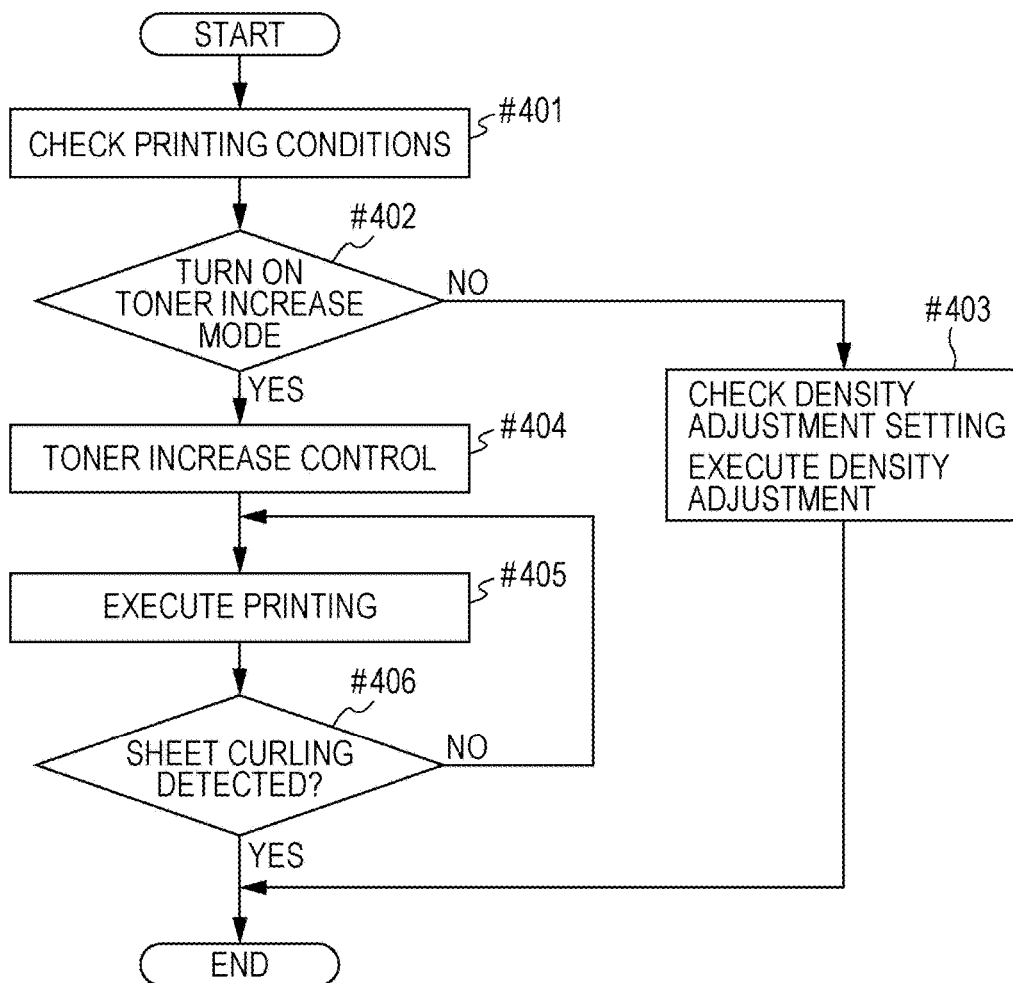 START
CHECK PRINTING CONDITIONS
#401
#402
TURN ON
TONER INCREASE
MODE
NO
YES
#403
CHECK DENSITY
ADJUSTMENT SETTING
EXECUTE DENSITY
ADJUSTMENT
TONER INCREASE CONTROL
#404
EXECUTE PRINTING
#405
#406
SHEET CURLING
DETECTED?
NO
YES
END